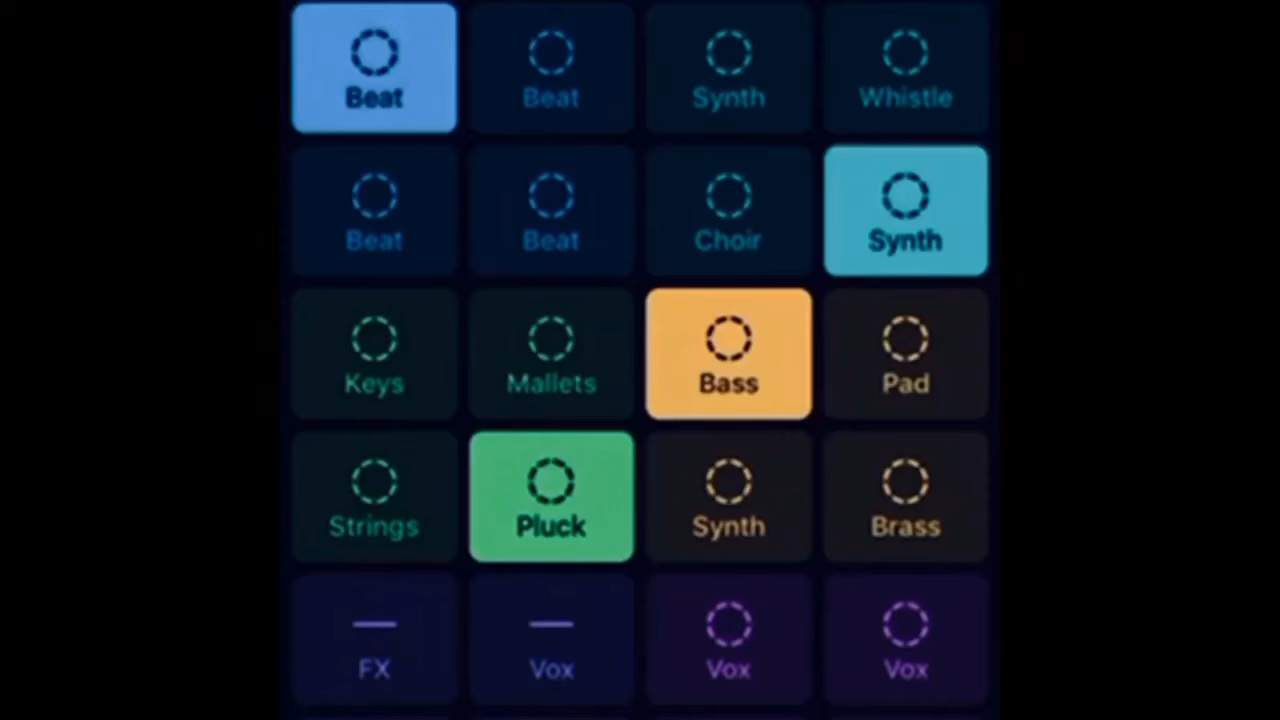 Beat Beat Synth Whistle
Beat Beat Choir Synth
Keys Mallets Bass Pad
Strings Pluck Synth Brass
FX Vox Vox Vox